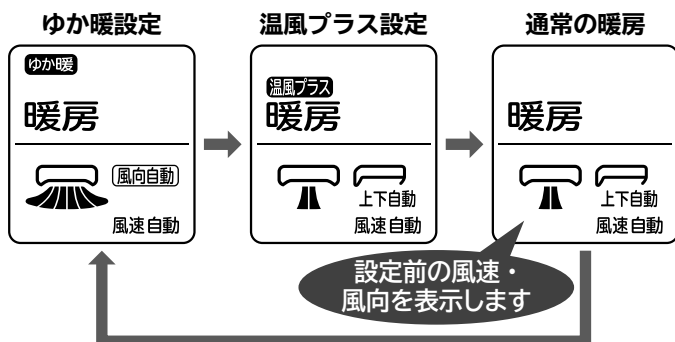 ゆか暖設定
ゆか暖
暖房
風向自動
風速自動
温風プラス設定
温風プラス
暖房
上下自動
風速自動
通常の暖房
暖房
上下自動
風速自動
設定前の風速・
風向を表示します